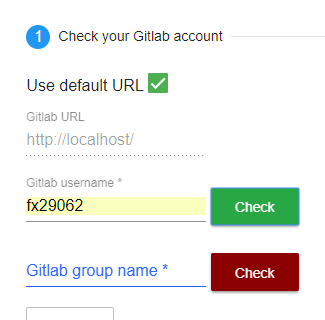 1 Check your Gitlab account
Use default URL
Gitlab URL
http://localhost/
Gitlab username *
fx29062 Check
Gitlab group name * Check